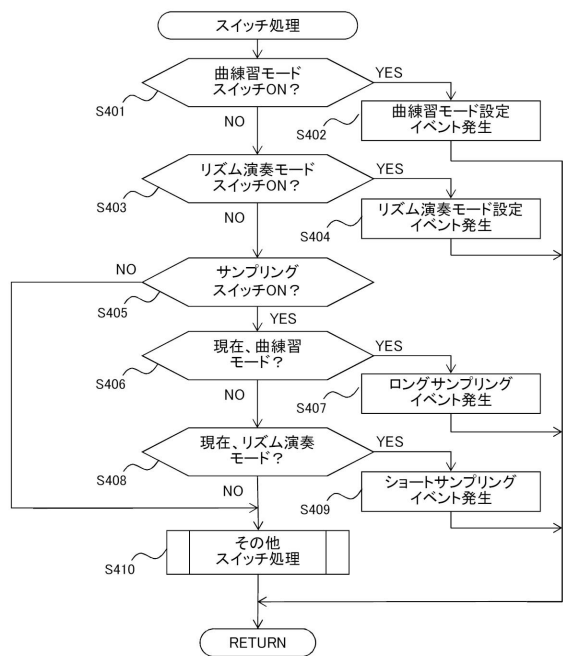 スイッチ処理
曲練習モード
スイッチON？
YES
S401
NO
曲練習モード設定
イベント発生
S402
リズム演奏モード
スイッチON？
YES
S403
NO
リズム演奏モード設定
イベント発生
S404
NO
サンプリング
スイッチON？
S405
YES
現在、曲練習
モード？
YES
S406
NO
ロングサンプリング
イベント発生
S407
現在、リズム演奏
モード？
YES
S408
NO
ショートサンプリング
イベント発生
S409
その他
スイッチ処理
S410
RETURN